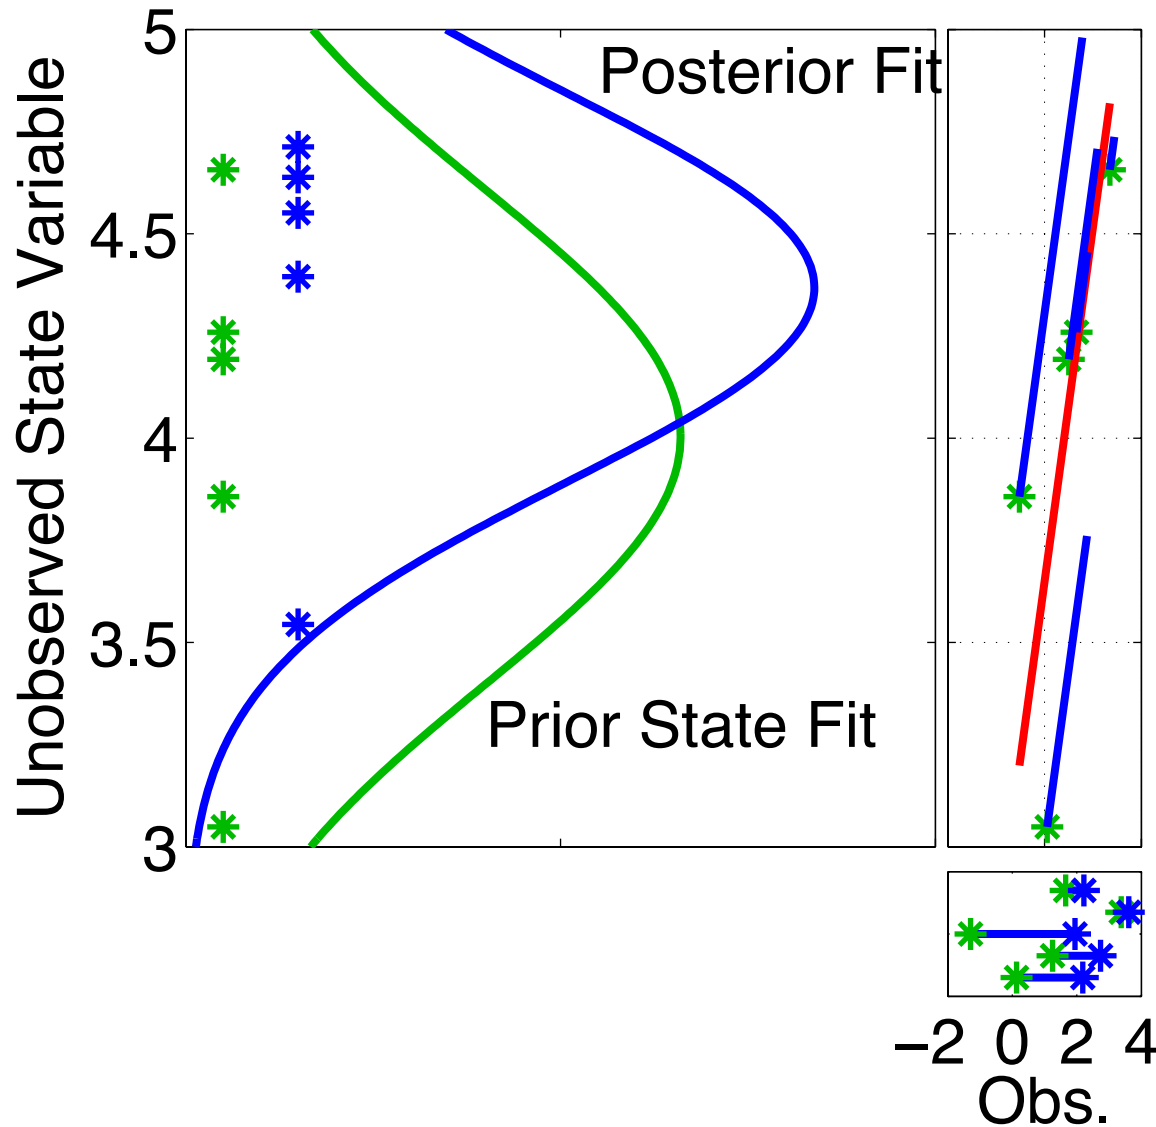 Unobserved State Variable
5
4.5
4
3.5
3
Posterior Fit
Prior State Fit
−2 0 2 4
Obs.